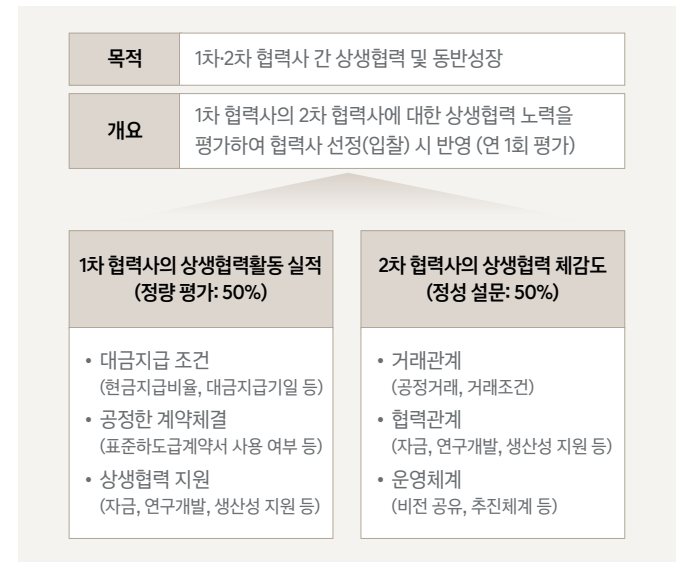 목적
1차·2차 협력사 간 상생협력 및 동반성장
개요
1차 협력사의 2차 협력사에 대한 상생협력 노력을
평가하여 협력사 선정(입찰) 시 반영 (연 1회 평가)
1차 협력사의 상생협력활동 실적
(정량 평가: 50%)
• 대금지급 조건
(현금지급비율, 대금지급기일 등)
• 공정한 계약체결
(표준하도급계약서 사용 여부 등)
• 상생협력 지원
(자금, 연구개발, 생산성 지원 등)
2차 협력사의 상생협력 체감도
(정성 설문: 50%)
• 거래관계
(공정거래, 거래조건)
• 협력관계
(자금, 연구개발, 생산성 지원 등)
• 운영체계
(비전 공유, 추진체계 등)